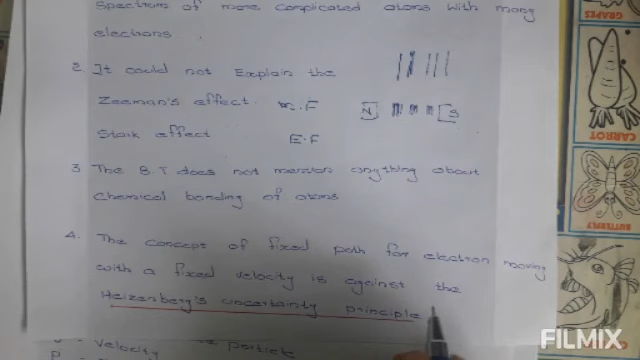 Spectrum of more complicated atoms with many
electrons.
2. It could not Explain the
Zeeman's effect. m.F
N S
Stark effect E.F
3 The B.T does not mention anything about
Chemical bonding of atoms
4. The concept of fixed path for electron moving
with a fixed velocity is against the
Heizenberg's uncertainty principle
velocity
GRAPES
CARROT
BUTTERFLY
FILMIX